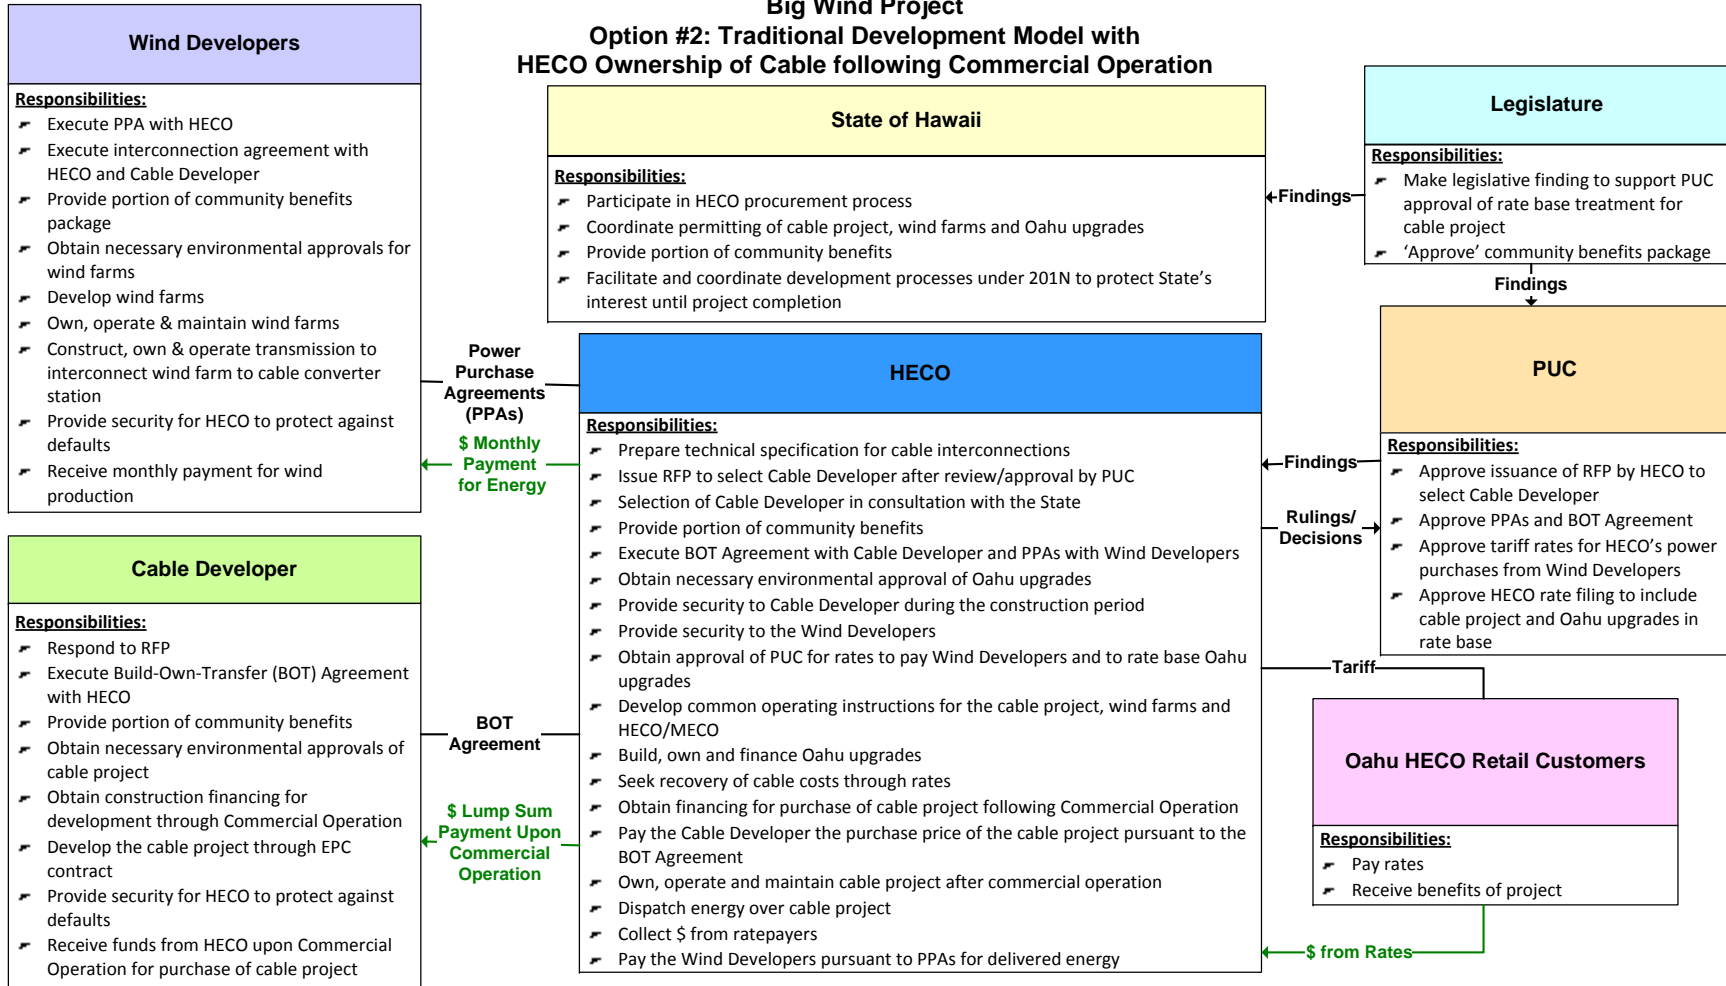 Big Wind Project
Option #2: Traditional Development Model with
HECO Ownership of Cable following Commercial Operation
Wind Developers
Responsibilities:
Execute PPA with HECO
Execute interconnection agreement with
HECO and Cable Developer
Provide portion of community benefits
package
Obtain necessary environmental approvals for
wind farms
Develop wind farms
Own, operate & maintain wind farms
Construct, own & operate transmission to
interconnect wind farm to cable converter
station
Provide security for HECO to protect against
defaults
Receive monthly payment for wind
production
Cable Developer
Responsibilities:
Respond to RFP
Execute Build-Own-Transfer (BOT) Agreement
with HECO
Provide portion of community benefits
Obtain necessary environmental approvals of
cable project
Obtain construction financing for
development through Commercial Operation
Develop the cable project through EPC
contract
Provide security for HECO to protect against
defaults
Receive funds from HECO upon Commercial
Operation for purchase of cable project
Power
Purchase
Agreements
(PPAs)
$ Monthly
Payment
for Energy
BOT
Agreement
$ Lump Sum
Payment Upon
Commercial
Operation
State of Hawaii
Responsibilities:
Participate in HECO procurement process
Coordinate permitting of cable project, wind farms and Oahu upgrades
Provide portion of community benefits
Facilitate and coordinate development processes under 201N to protect State's
interest until project completion
HECO
Responsibilities:
Prepare technical specification for cable interconnections
Issue RFP to select Cable Developer after review/approval by PUC
Selection of Cable Developer in consultation with the State
Provide portion of community benefits
Execute BOT Agreement with Cable Developer and PPAs with Wind Developers
Obtain necessary environmental approval of Oahu upgrades
Provide security to Cable Developer during the construction period
Provide security to the Wind Developers
Obtain approval of PUC for rates to pay Wind Developers and to rate base Oahu
upgrades
Develop common operating instructions for the cable project, wind farms and
HECO/MECO
Build, own and finance Oahu upgrades
Seek recovery of cable costs through rates
Obtain financing for purchase of cable project following Commercial Operation
Pay the Cable Developer the purchase price of the cable project pursuant to the
BOT Agreement
Own, operate and maintain cable project after commercial operation
Dispatch energy over cable project
Collect $ from ratepayers
Pay the Wind Developers pursuant to PPAs for delivered energy
Findings
Legislature
Responsibilities:
Make legislative finding to support PUC
approval of rate base treatment for
cable project
‘Approve’ community benefits package
Findings
PUC
Responsibilities:
Approve issuance of RFP by HECO to
select Cable Developer
Approve PPAs and BOT Agreement
Approve tariff rates for HECO's power
purchases from Wind Developers
Approve HECO rate filing to include
cable project and Oahu upgrades in
rate base
Findings
Rulings/
Decisions
Tariff
Oahu HECO Retail Customers
Responsibilities:
Pay rates
Receive benefits of project
$ from Rates